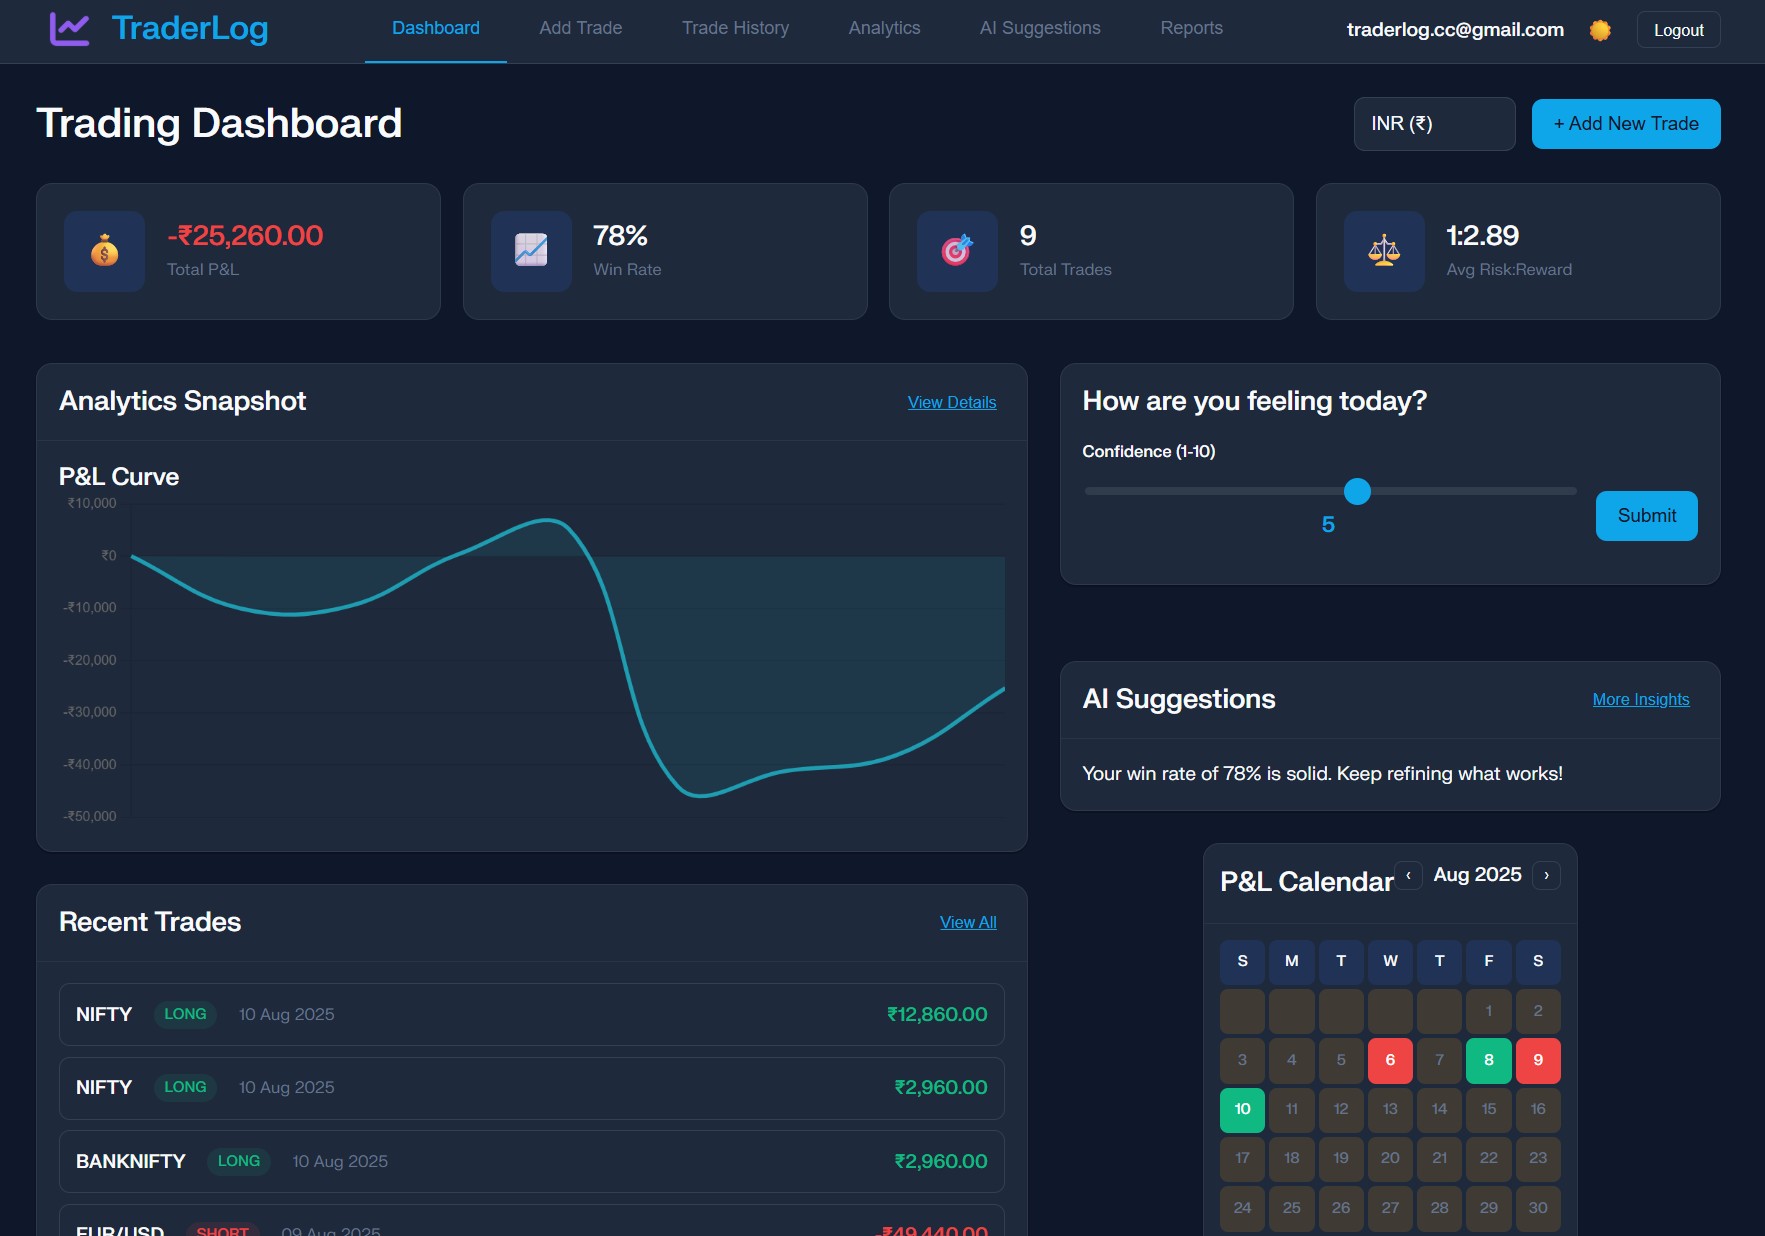 TraderLog
Dashboard
Add Trade
Trade History
Analytics
AI Suggestions
Reports
traderlog.cc@gmail.com
Logout
Trading Dashboard
INR (₹)
+ Add New Trade
-₹25,260.00
Total P&L
78%
Win Rate
9
Total Trades
1:2.89
Avg Risk:Reward
Analytics Snapshot
View Details
P&L Curve
₹10,000
₹0
-₹10,000
-₹20,000
-₹30,000
-₹40,000
-₹50,000
How are you feeling today?
Confidence (1-10)
5
Submit
AI Suggestions
More Insights
Your win rate of 78% is solid. Keep refining what works!
Recent Trades
View All
NIFTY LONG 10 Aug 2025 ₹12,860.00
NIFTY LONG 10 Aug 2025 ₹2,960.00
BANKNIFTY LONG 10 Aug 2025 ₹2,960.00
EUR/USD SHORT 09 Aug 2025 -₹49,440.00
P&L Calendar ‹ Aug 2025 ›
S M T W T F S
1 2
3 4 5 6 7 8 9
10 11 12 13 14 15 16
17 18 19 20 21 22 23
24 25 26 27 28 29 30